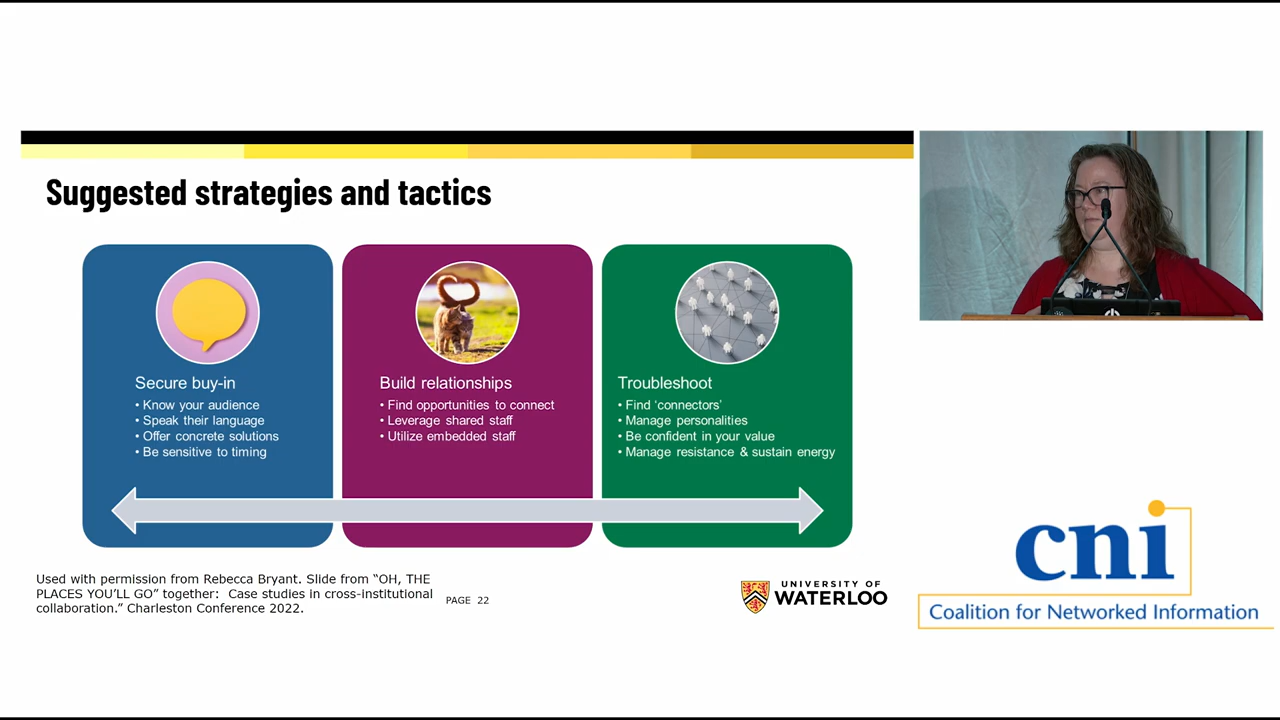 Suggested strategies and tactics
Secure buy-in
• Know your audience
• Speak their language
• Offer concrete solutions
• Be sensitive to timing
Build relationships
• Find opportunities to connect
• Leverage shared staff
• Utilize embedded staff
Troubleshoot
• Find ‘connectors’
• Manage personalities
• Be confident in your value
• Manage resistance & sustain energy
Used with permission from Rebecca Bryant. Slide from “OH, THE
PLACES YOU’LL GO” together:  Case studies in cross-institutional
collaboration.” Charleston Conference 2022.
PAGE 22
UNIVERSITY OF
WATERLOO
cni
Coalition for Networked Information